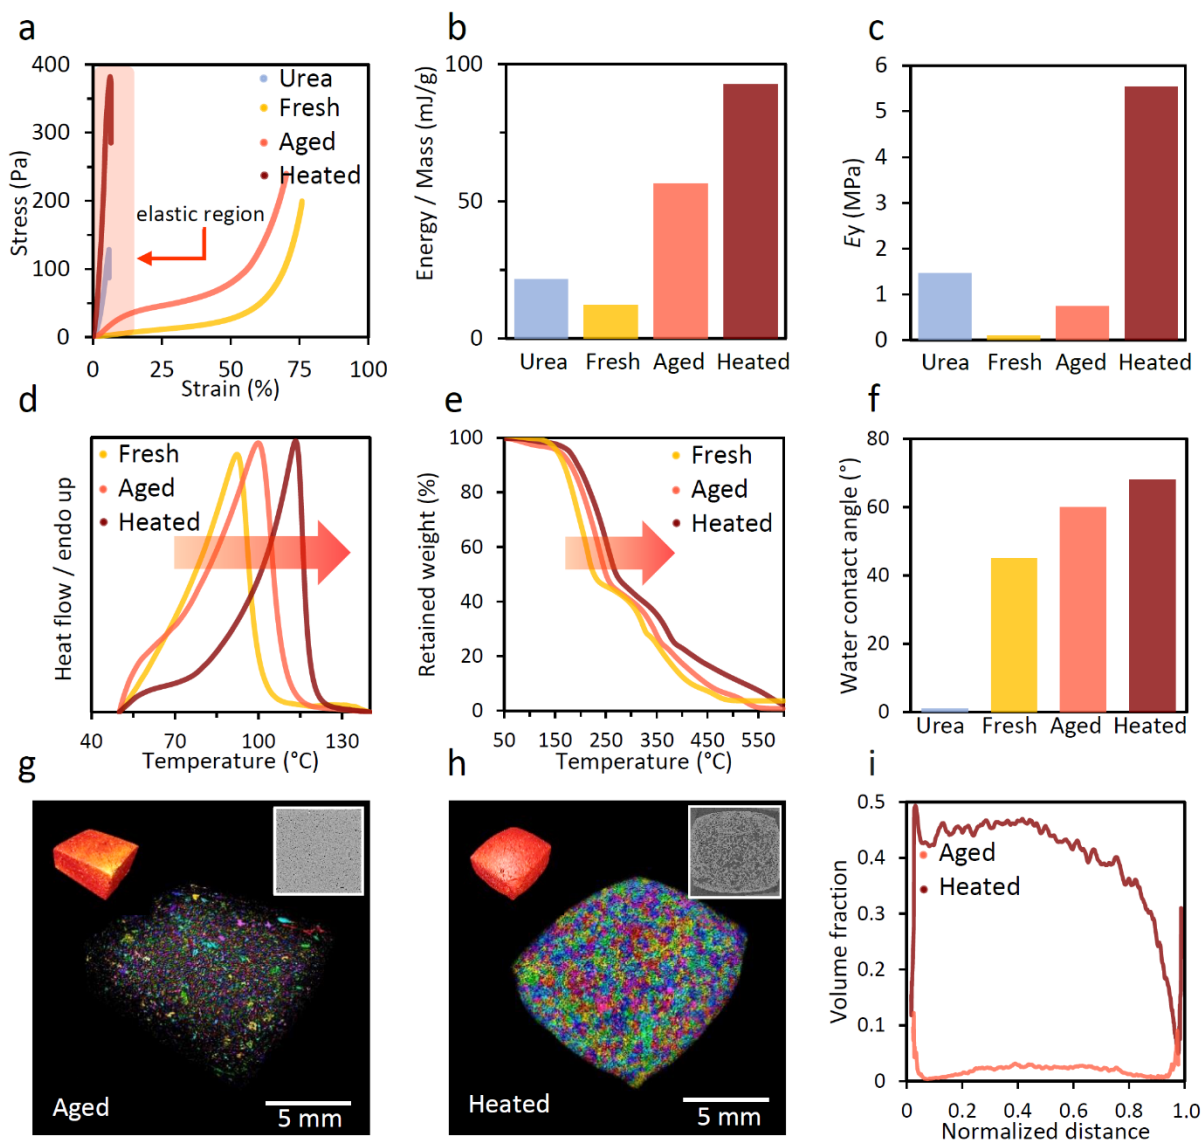 a
Stress (Pa)
400
300
200
100
0
0 25 50 75 100
Strain (%)
Urea
Fresh
Aged
Heated
elastic region
b
Energy / Mass (mJ/g)
100
50
0
Urea Fresh Aged Heated
c
Ey (MPa)
6
5
4
3
2
1
0
Urea Fresh Aged Heated
d
Heat flow / endo up
Fresh
Aged
Heated
40 70 100 130
Temperature (°C)
e
Retained weight (%)
100
80
60
40
20
0
Fresh
Aged
Heated
50 150 250 350 450 550
Temperature (°C)
f
Water contact angle (°)
80
60
40
20
0
Urea Fresh Aged Heated
g
Aged
5 mm
h
Heated
5 mm
i
Volume fraction
0.5
0.4
0.3
0.2
0.1
0
Aged
Heated
0 0.2 0.4 0.6 0.8 1.0
Normalized distance